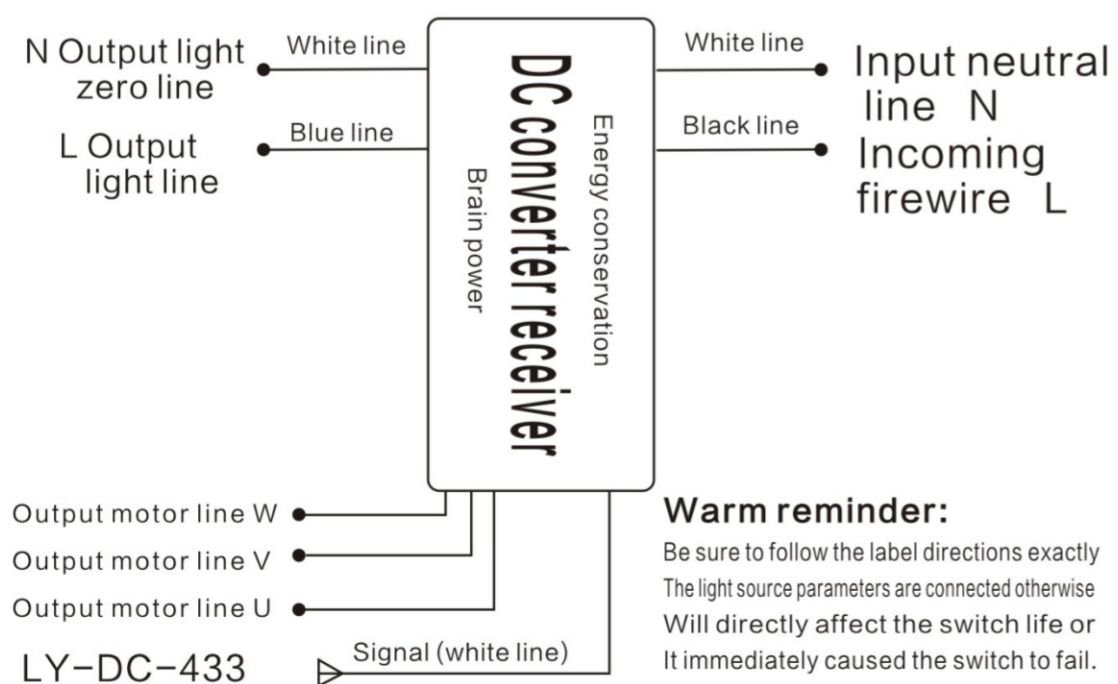 N Output light
zero line
White line
L Output
light line
Blue line
DC converter receiver
Energy conservation
Brain power
White line
Input neutral
line N
Black line
Incoming
firewire L
Output motor line W
Output motor line V
Output motor line U
LY-DC-433
Signal (white line)
Warm reminder:
Be sure to follow the label directions exactly
The light source parameters are connected otherwise
Will directly affect the switch life or
It immediately caused the switch to fail.